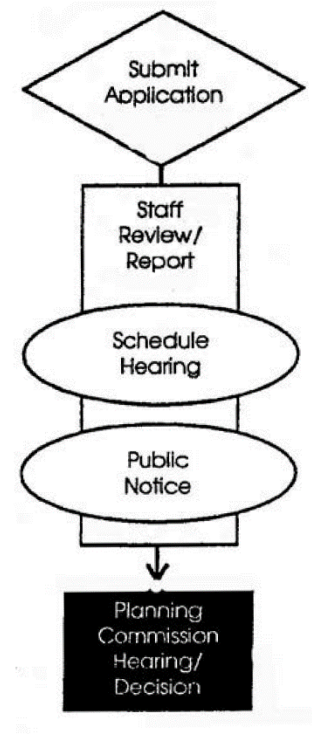 Submit
Application
Staff
Review/
Report
Schedule
Hearing
Public
Notice
Planning
Commission
Hearing/
Decision